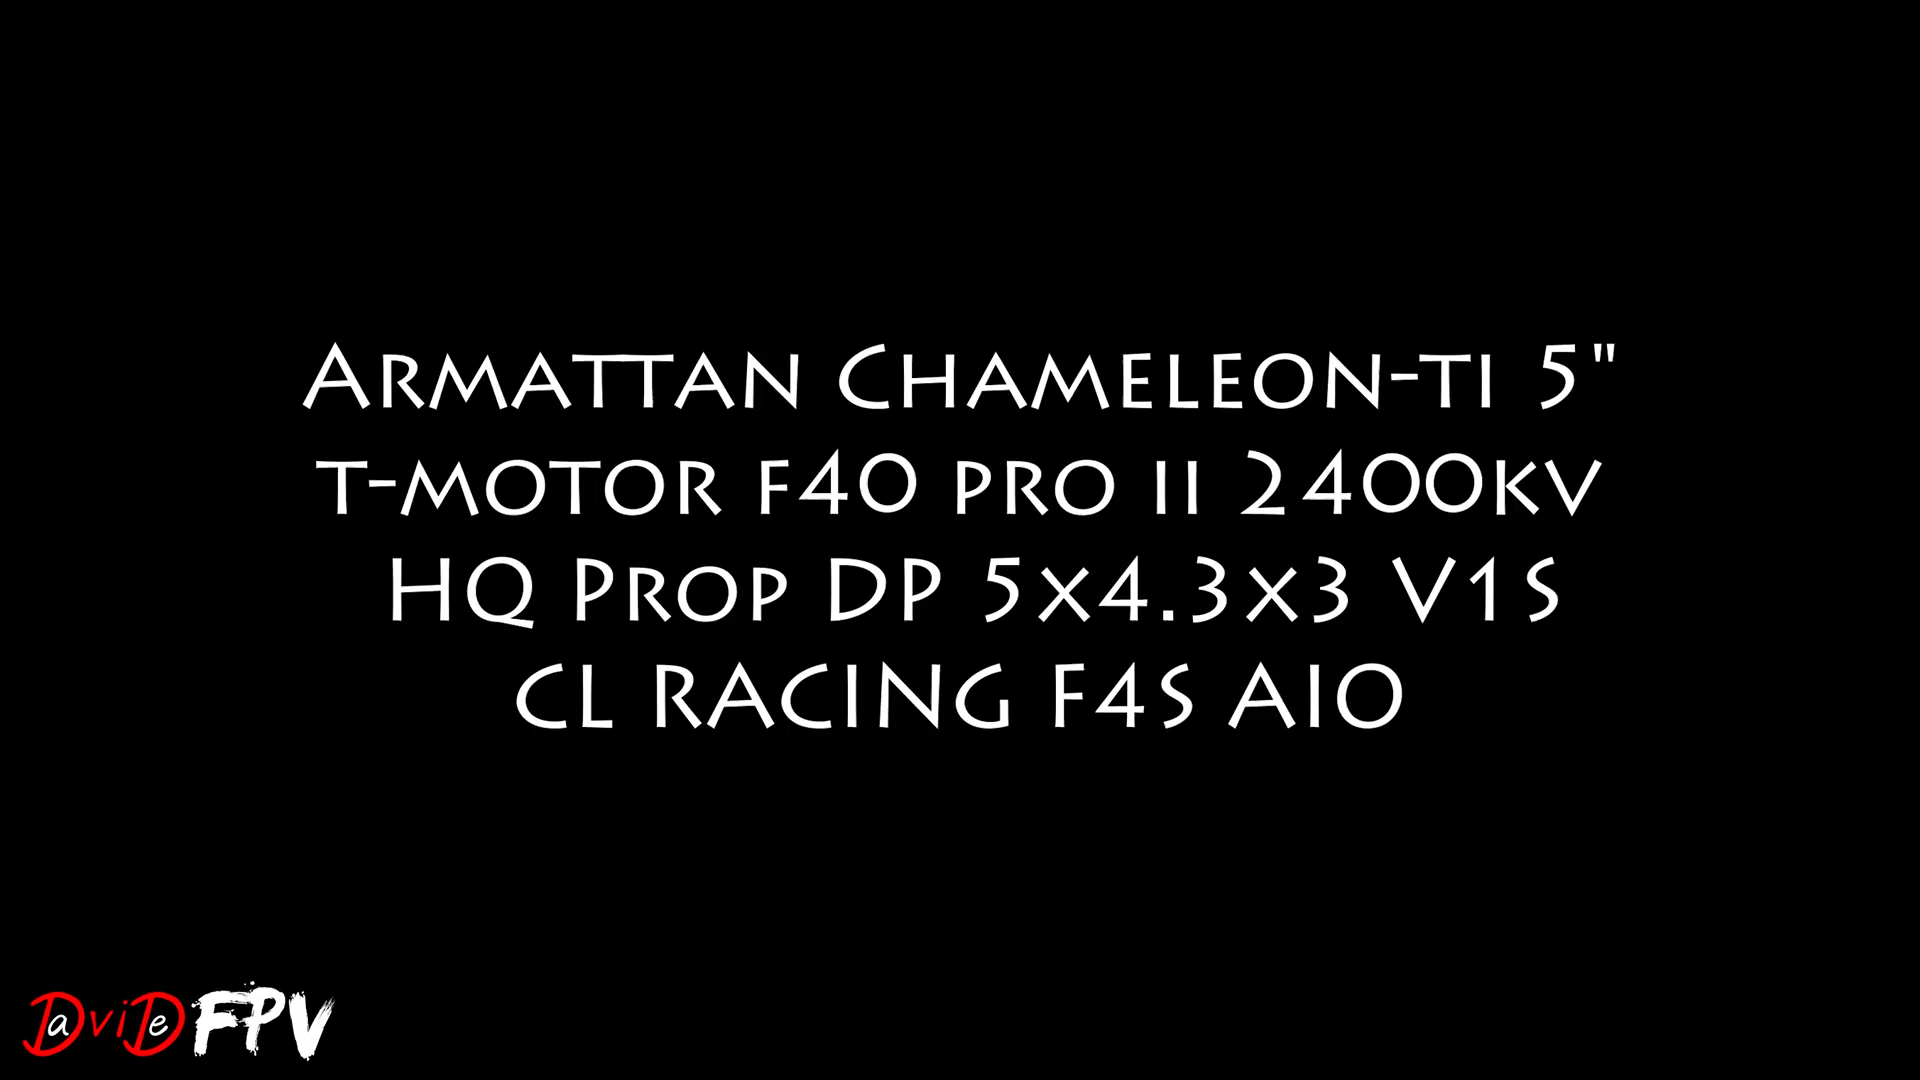 Armattan Chameleon-ti 5"
t-motor f40 pro ii 2400kv
HQ Prop DP 5x4.3x3 V1S
CL RACING F4S AIO
DaviDe FPV